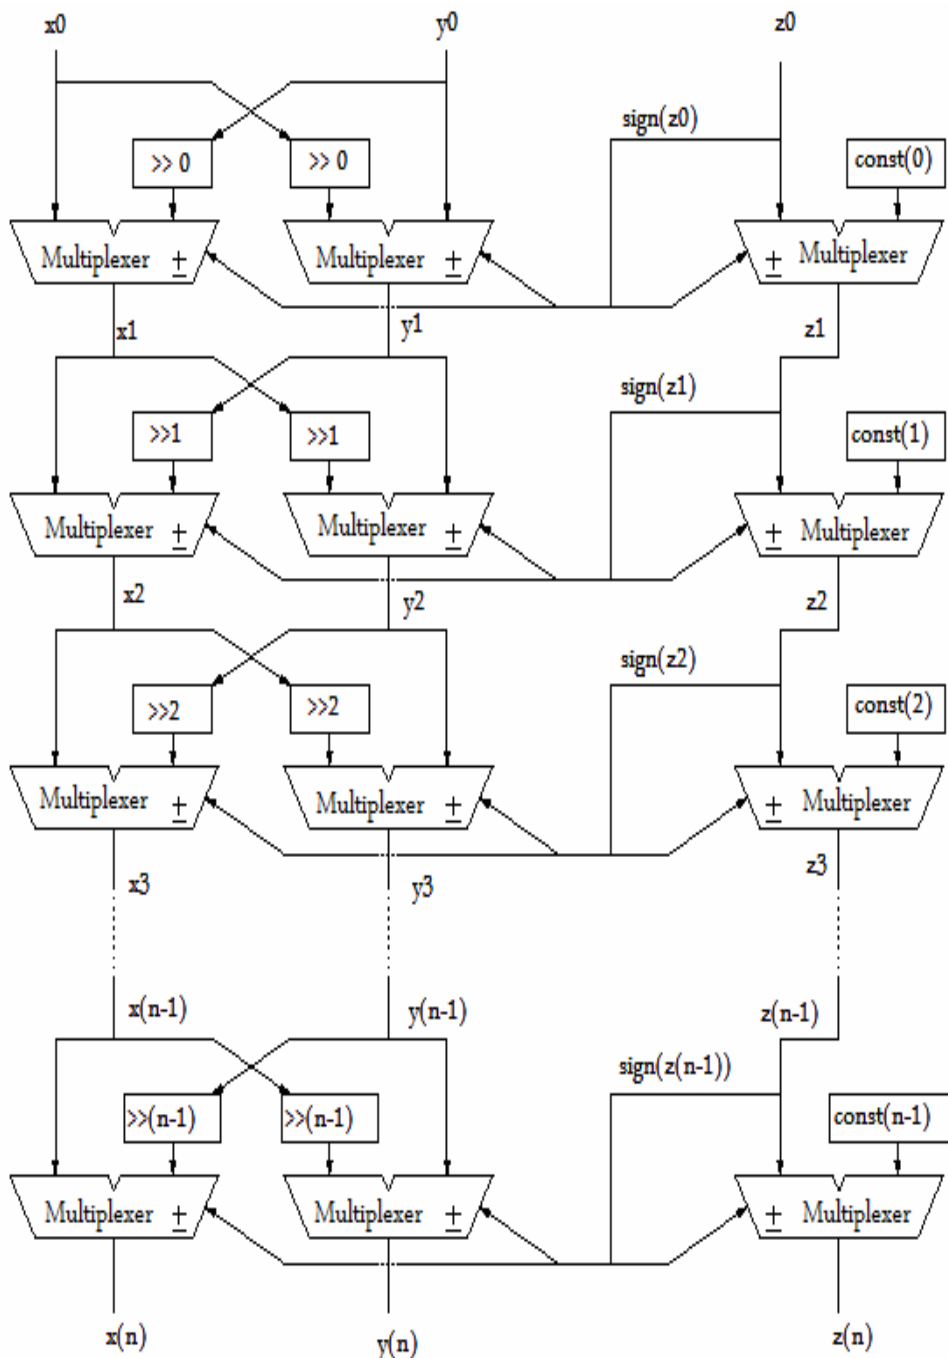 x0 y0 z0
sign(z0)
>> 0 >> 0 const(0)
Multiplexer ± Multiplexer ± ± Multiplexer
x1 y1 z1
sign(z1)
>>1 >>1 const(1)
Multiplexer ± Multiplexer ± ± Multiplexer
x2 y2 z2
sign(z2)
>>2 >>2 const(2)
Multiplexer ± Multiplexer ± ± Multiplexer
x3 y3 z3
x(n-1) y(n-1) z(n-1)
sign(z(n-1))
>>(n-1) >>(n-1) const(n-1)
Multiplexer ± Multiplexer ± ± Multiplexer
x(n) y(n) z(n)